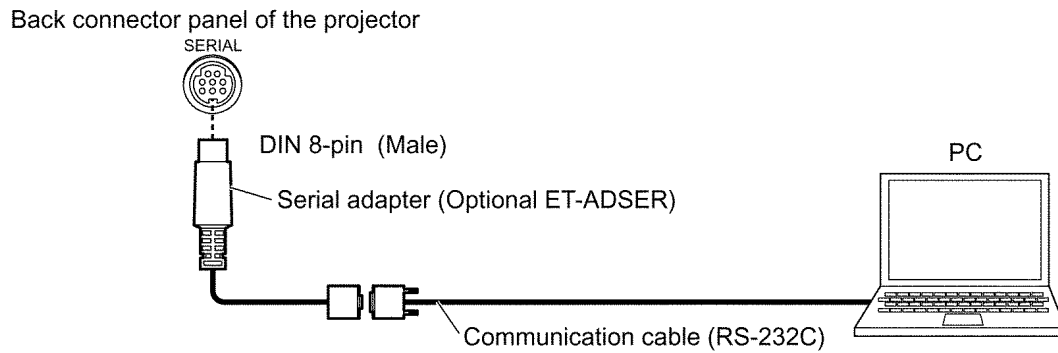 Back connector panel of the projector
SERIAL
DIN 8-pin (Male)
PC
Serial adapter (Optional ET-ADSER)
Communication cable (RS-232C)